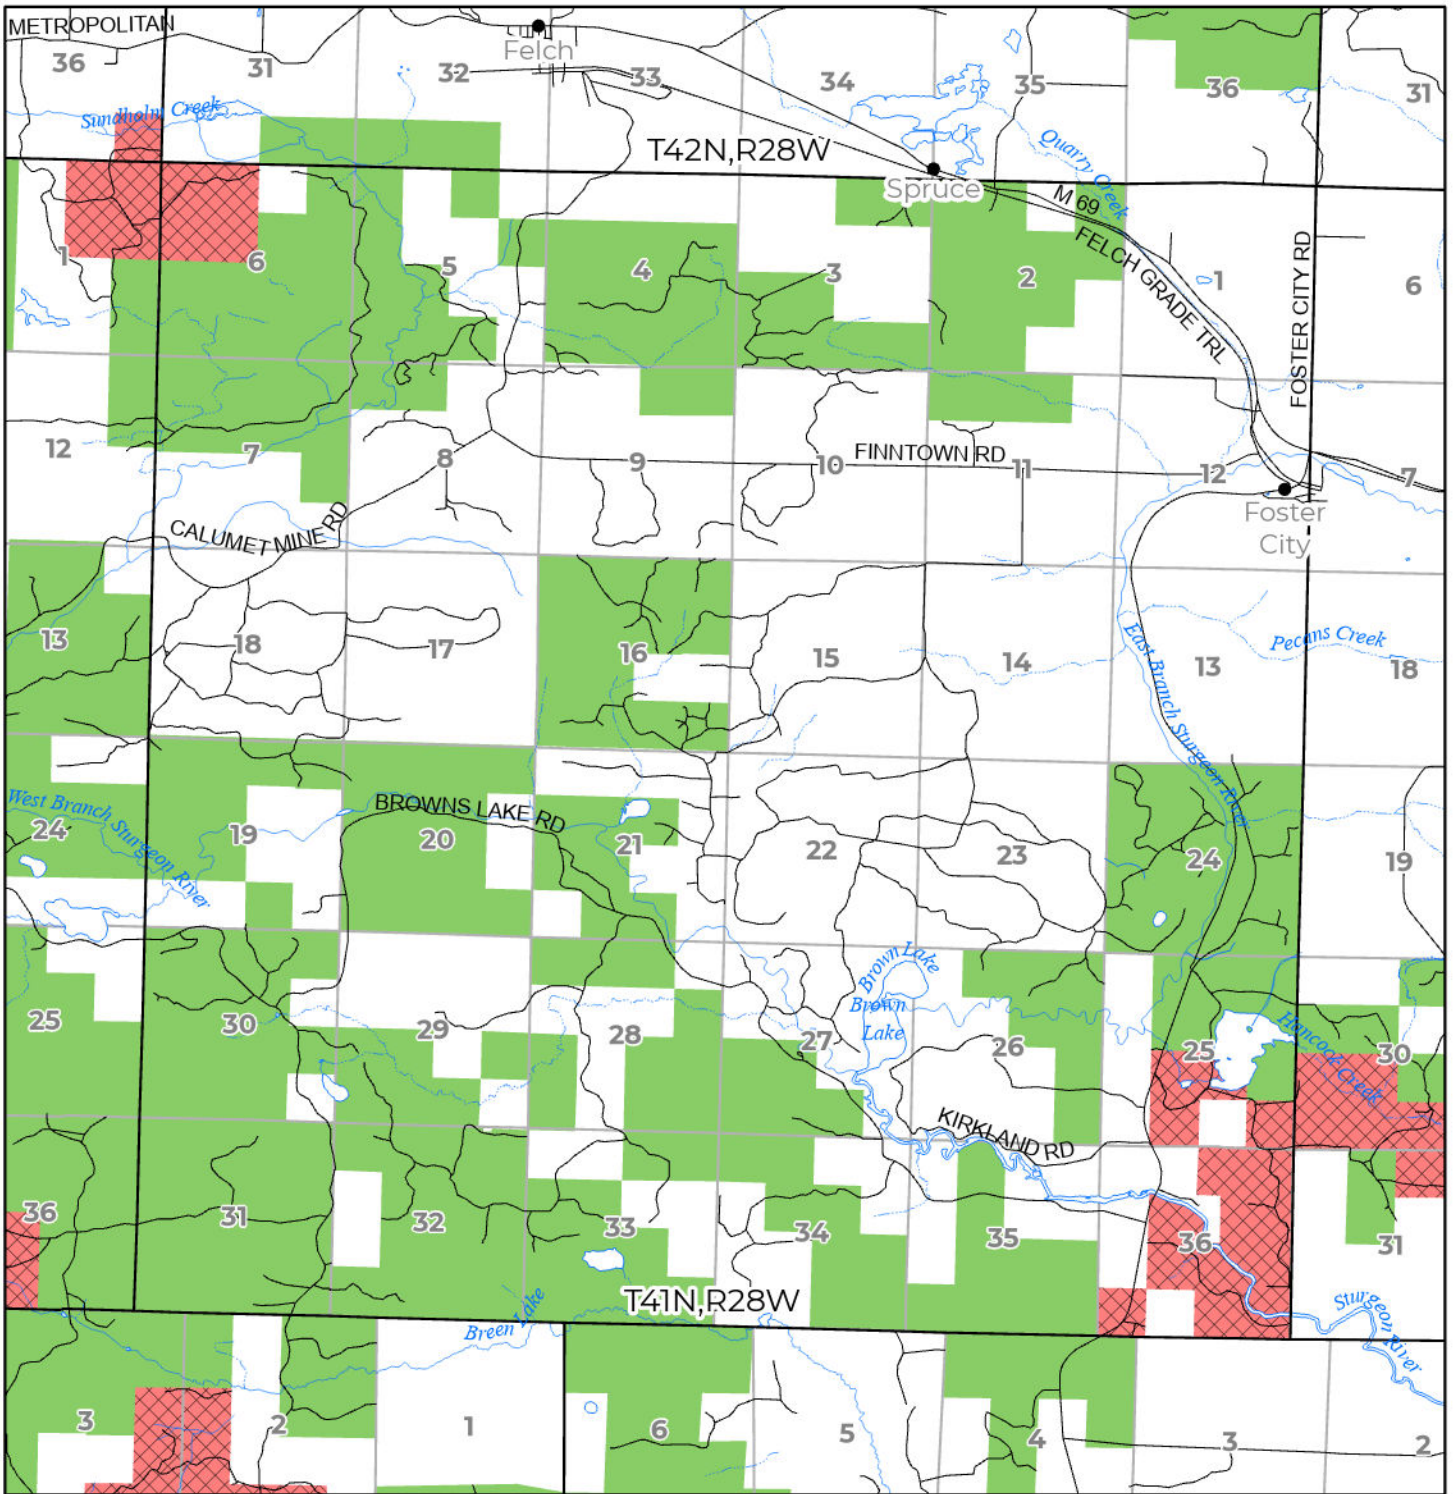 METROPOLITAN
Felch
36
31
32
33
34
35
36
31
Sundholm Creek
Quarry Creek
T42N,R28W
Spruce
M 69
FELCH GRADE TRL
FOSTER CITY RD
1
6
5
4
3
2
1
6
12
7
8
9
10
FINNTOWN RD
11
12
7
CALUMET MINE RD
Foster
City
13
18
17
16
15
14
13
18
East Branch Sturgeon River
Pecans Creek
West Branch Sturgeon River
BROWNS LAKE RD
24
19
20
21
22
23
24
19
Brown Lake
Brown
Lake
25
30
29
28
27
26
25
30
Hancock Creek
KIRKLAND RD
36
31
32
33
34
35
36
31
T41N,R28W
Breen Lake
Sturgeon River
3
2
1
6
5
4
3
2